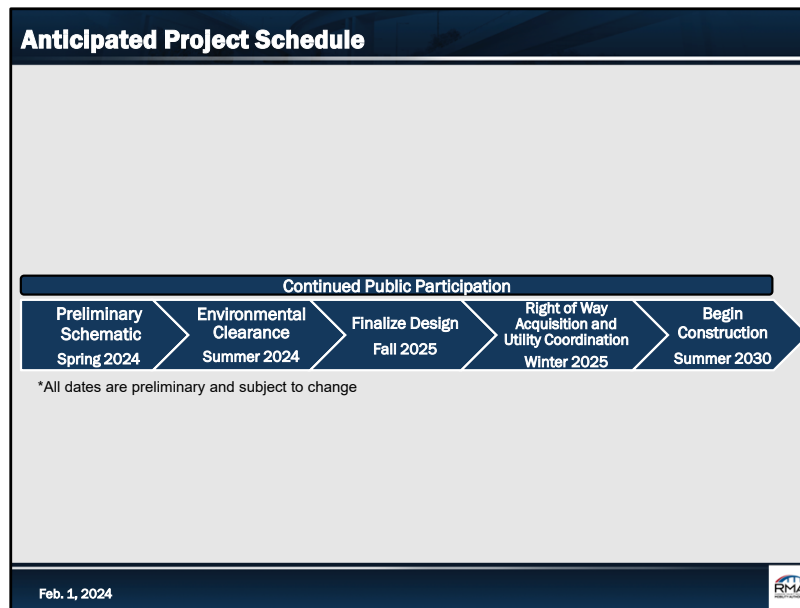 Anticipated Project Schedule
Continued Public Participation
Preliminary
Schematic
Spring 2024
Environmental
Clearance
Summer 2024
Finalize Design
Fall 2025
Right of Way
Acquisition and
Utility Coordination
Winter 2025
Begin
Construction
Summer 2030
*All dates are preliminary and subject to change
Feb. 1, 2024